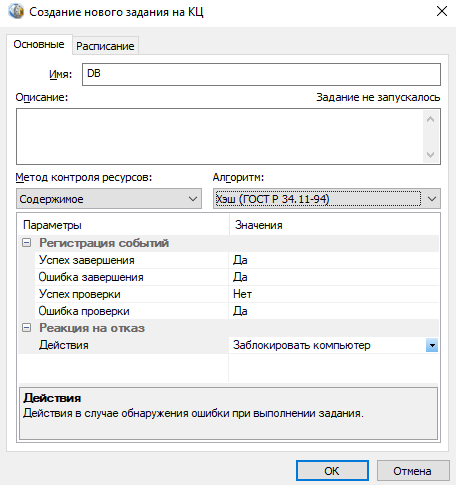 Создание нового задания на КЦ
Основные Расписание
Имя: DB
Описание: Задание не запускалось
Метод контроля ресурсов: Алгоритм:
Содержимое Хэш (ГОСТ Р 34.11-94)
Параметры Значения
Регистрация событий
Успех завершения Да
Ошибка завершения Да
Успех проверки Нет
Ошибка проверки Да
Реакция на отказ
Действия Заблокировать компьютер
Действия
Действия в случае обнаружения ошибки при выполнении задания.
OK Отмена